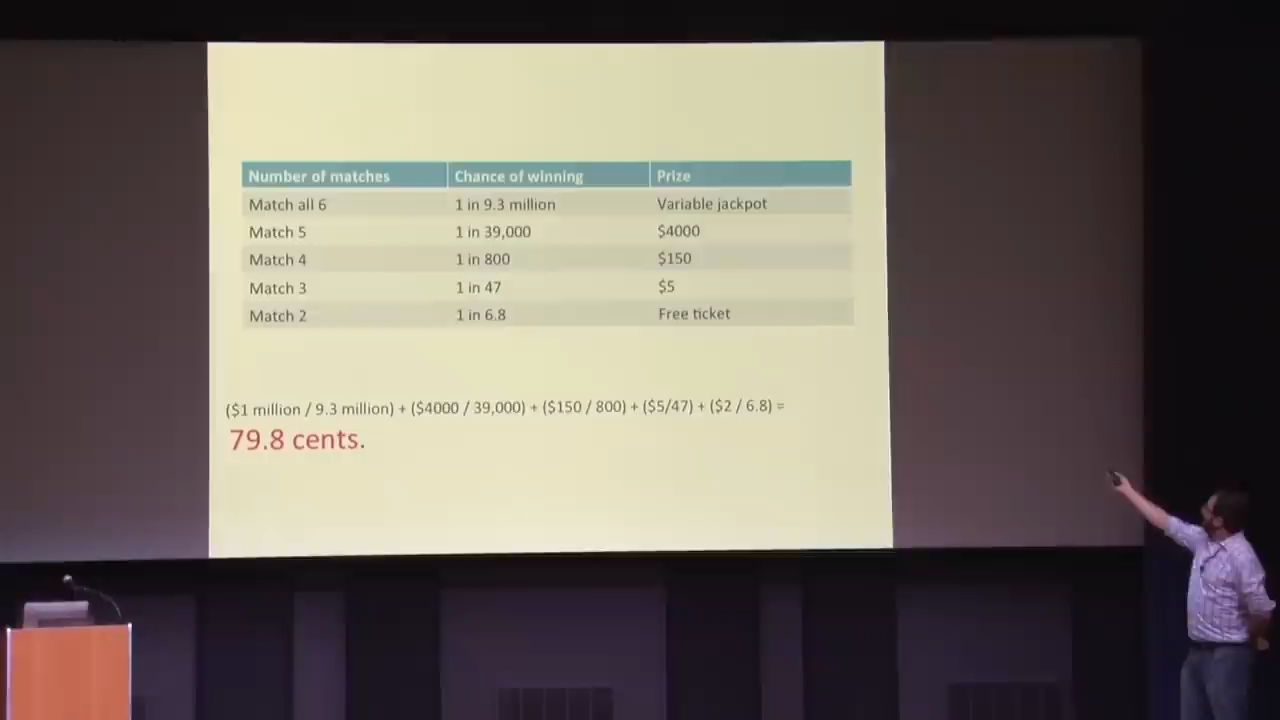 Number of matches Chance of winning Prize
Match all 6 1 in 9.3 million Variable jackpot
Match 5 1 in 39,000 $4000
Match 4 1 in 800 $150
Match 3 1 in 47 $5
Match 2 1 in 6.8 Free ticket
($1 million / 9.3 million) + ($4000 / 39,000) + ($150 / 800) + ($5/47) + ($2 / 6.8) =
79.8 cents.